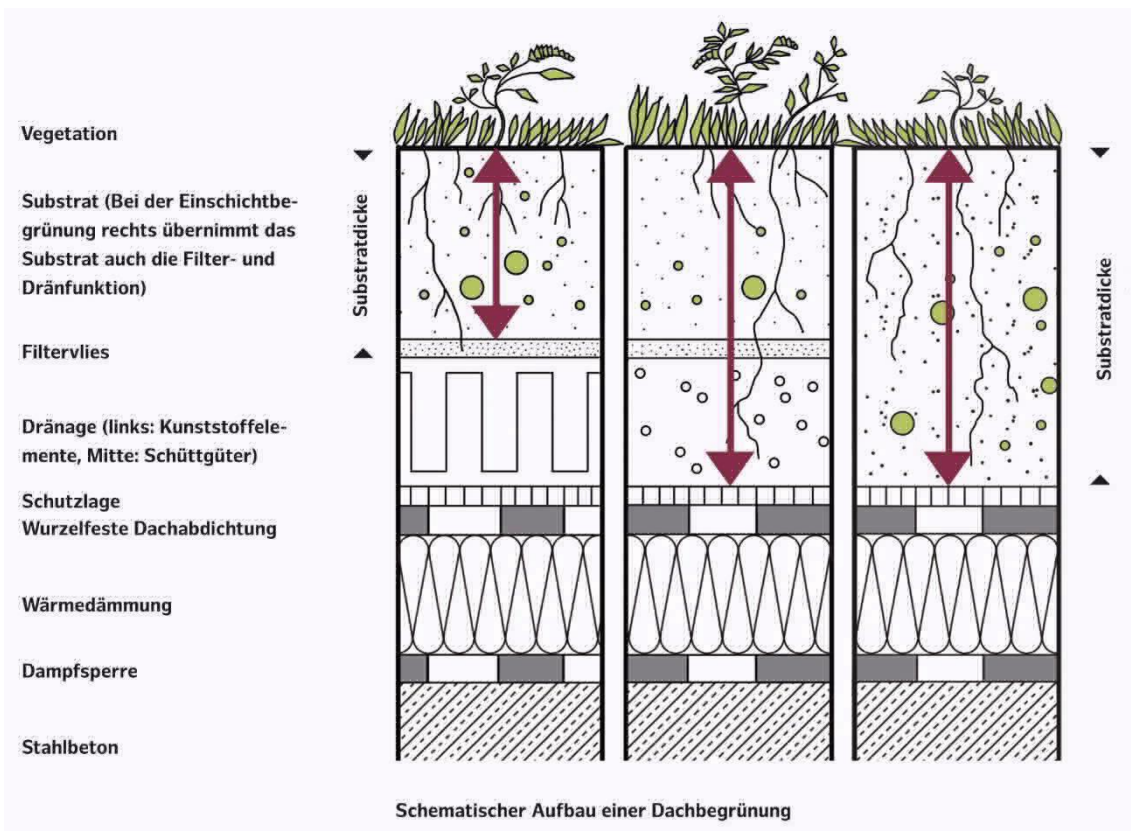 Vegetation
Substrat (Bei der Einschichtbe-
grünung rechts übernimmt das
Substrat auch die Filter- und
Dränfunktion)
Filtervlies
Dränage (links: Kunststoffele-
mente, Mitte: Schüttgüter)
Schutzlage
Wurzelfeste Dachabdichtung
Wärmedämmung
Dampfsperre
Stahlbeton
Substratdicke
Substratdicke
Schematischer Aufbau einer Dachbegrünung